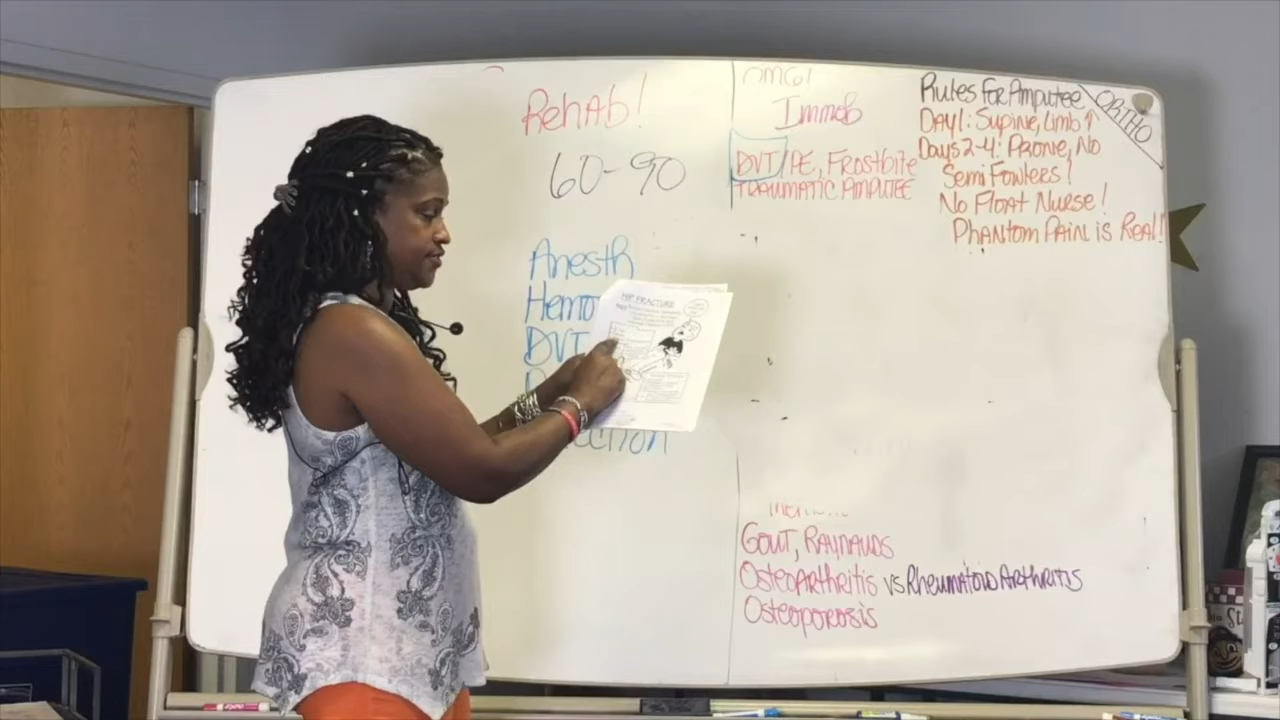 Rehab!
60-90
Anesth
Hemo
DVT
ection
HIP FRACTURE
Immob
DVT/PE, Frostbite
Traumatic Amputee
Rules for Amputee
Day 1: Supine, Limb ↑
Days 2-4: Prone, No
Semi Fowlers!
No Float Nurse!
Phantom Pain is Real!
ORTHO
Gout, Raynauds
Osteoarthritis vs Rheumatoid Arthritis
Osteoporosis
EXPO